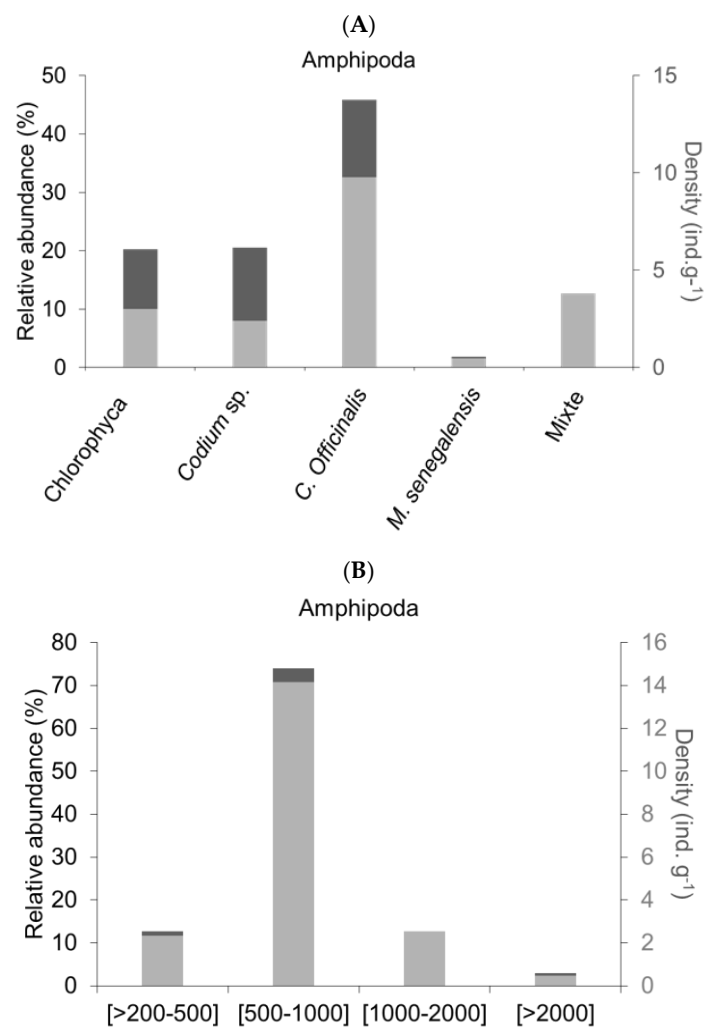 (A)
Amphipoda
Relative abundance (%)
50
40
30
20
10
0
15
10
5
0
Density (ind.g-1)
Chlorophyca
Codium sp.
C. Officinalis
M. senegalensis
Mixte
(B)
Amphipoda
Relative abundance (%)
80
70
60
50
40
30
20
10
0
16
14
12
10
8
6
4
2
0
Density (ind. g-1)
[>200-500]
[500-1000]
[1000-2000]
[>2000]